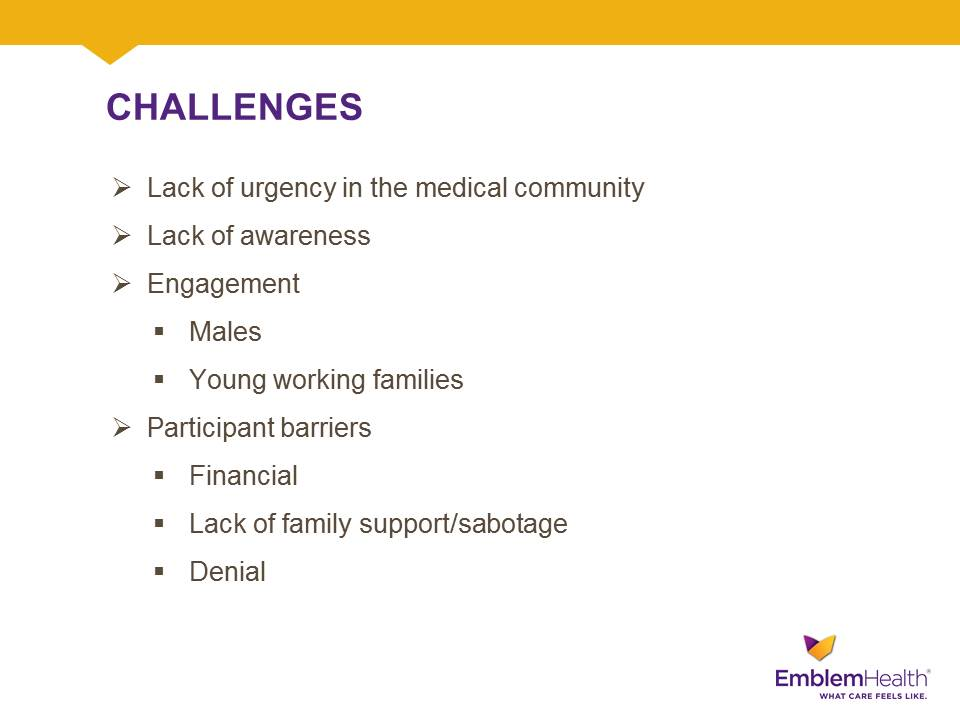 CHALLENGES
➢ Lack of urgency in the medical community
➢ Lack of awareness
➢ Engagement
▪ Males
▪ Young working families
➢ Participant barriers
▪ Financial
▪ Lack of family support/sabotage
▪ Denial
EmblemHealth®
WHAT CARE FEELS LIKE.